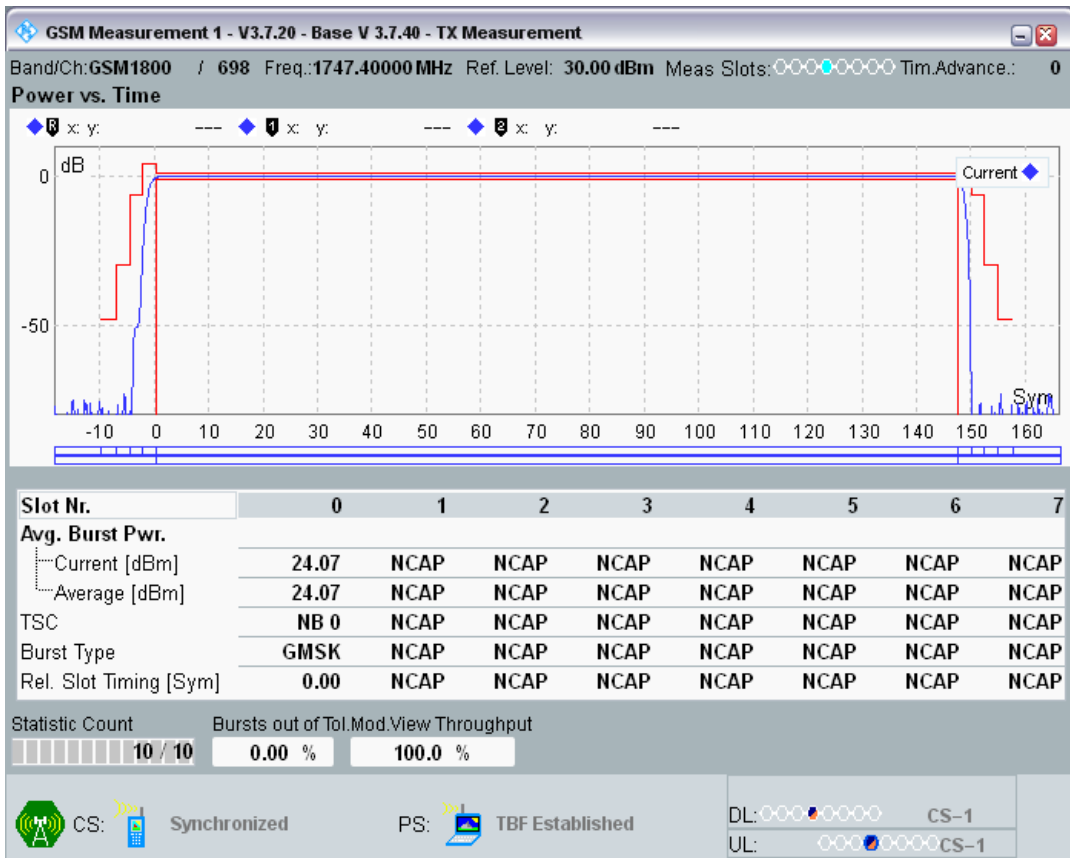 GSM Measurement 1 - V3.7.20 - Base V 3.7.40 - TX Measurement
Band/Ch:GSM1800 / 698 Freq.:1747.40000 MHz Ref. Level: 30.00 dBm Meas Slots: Tim.Advance.: 0
Power vs. Time
R x: y: --- 1 x: y: --- 2 x: y: ---
dB
Current
0
-50
Sym
-10 0 10 20 30 40 50 60 70 80 90 100 110 120 130 140 150 160
Slot Nr. 0 1 2 3 4 5 6 7
Avg. Burst Pwr.
Current [dBm] 24.07 NCAP NCAP NCAP NCAP NCAP NCAP NCAP
Average [dBm] 24.07 NCAP NCAP NCAP NCAP NCAP NCAP NCAP
TSC NB 0 NCAP NCAP NCAP NCAP NCAP NCAP NCAP
Burst Type GMSK NCAP NCAP NCAP NCAP NCAP NCAP NCAP
Rel. Slot Timing [Sym] 0.00 NCAP NCAP NCAP NCAP NCAP NCAP NCAP
Statistic Count Bursts out of Tol.Mod.View Throughput
10 / 10 0.00 % 100.0 %
CS: Synchronized PS: TBF Established
DL: CS-1
UL: CS-1